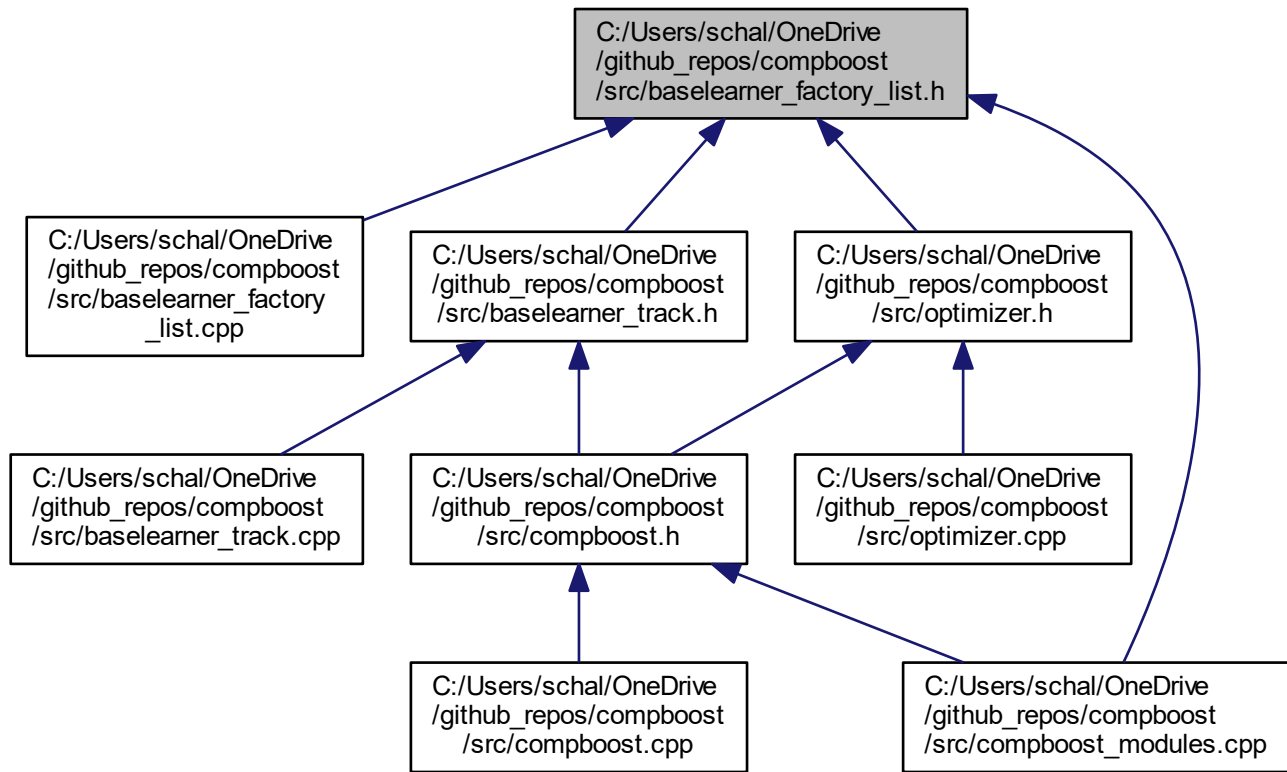 C:/Users/schal/OneDrive
/github_repos/compboost
/src/baselearner_factory_list.h
C:/Users/schal/OneDrive
/github_repos/compboost
/src/baselearner_factory
_list.cpp
C:/Users/schal/OneDrive
/github_repos/compboost
/src/baselearner_track.h
C:/Users/schal/OneDrive
/github_repos/compboost
/src/optimizer.h
C:/Users/schal/OneDrive
/github_repos/compboost
/src/baselearner_track.cpp
C:/Users/schal/OneDrive
/github_repos/compboost
/src/compboost.h
C:/Users/schal/OneDrive
/github_repos/compboost
/src/optimizer.cpp
C:/Users/schal/OneDrive
/github_repos/compboost
/src/compboost.cpp
C:/Users/schal/OneDrive
/github_repos/compboost
/src/compboost_modules.cpp